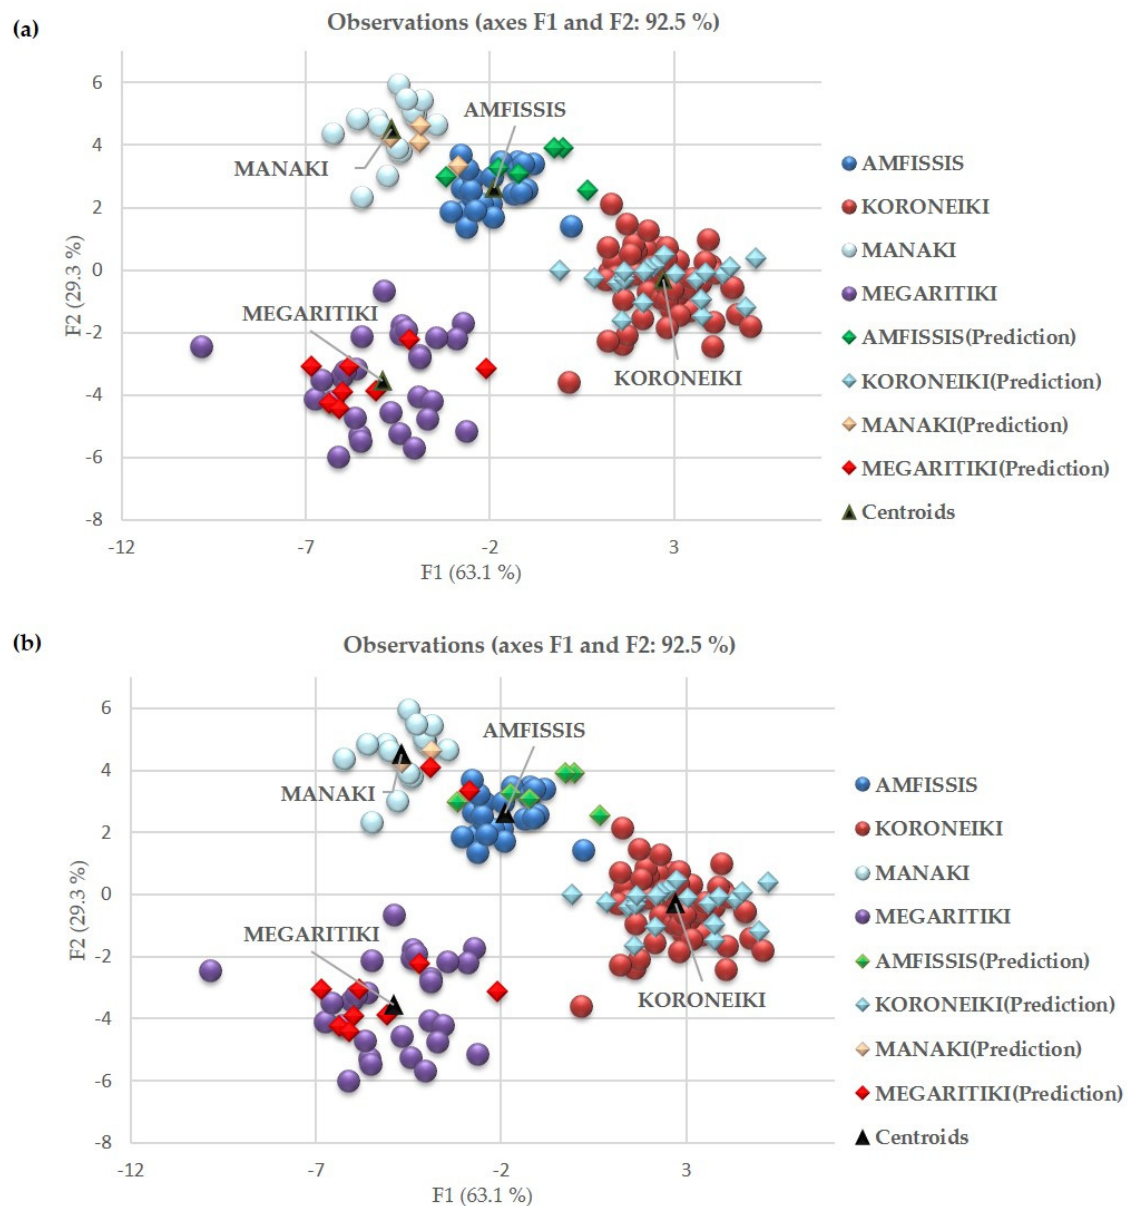 (a)
Observations (axes F1 and F2: 92.5 %)
6
4
2
0
-2
-4
-6
-8
F2 (29.3 %)
-12
-7
-2
3
F1 (63.1 %)
AMFISSIS
MANAKI
MEGARITIKI
KORONEIKI
AMFISSIS
KORONEIKI
MANAKI
MEGARITIKI
AMFISSIS(Prediction)
KORONEIKI(Prediction)
MANAKI(Prediction)
MEGARITIKI(Prediction)
Centroids
(b)
Observations (axes F1 and F2: 92.5 %)
6
4
2
0
-2
-4
-6
-8
F2 (29.3 %)
-12
-7
-2
3
F1 (63.1 %)
AMFISSIS
MANAKI
MEGARITIKI
KORONEIKI
AMFISSIS
KORONEIKI
MANAKI
MEGARITIKI
AMFISSIS(Prediction)
KORONEIKI(Prediction)
MANAKI(Prediction)
MEGARITIKI(Prediction)
Centroids